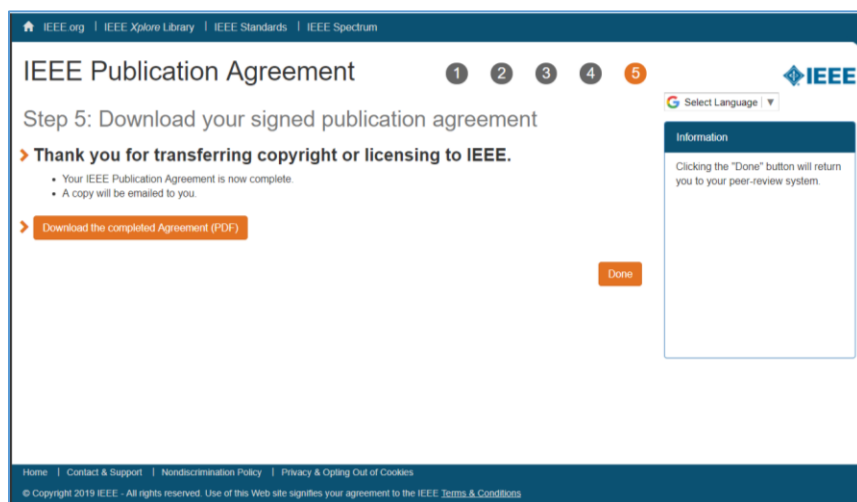 IEEE.org | IEEE Xplore Library | IEEE Standards | IEEE Spectrum
IEEE Publication Agreement
1 2 3 4 5
IEEE
Select Language ▼
Step 5: Download your signed publication agreement
Thank you for transferring copyright or licensing to IEEE.
• Your IEEE Publication Agreement is now complete.
• A copy will be emailed to you.
Download the completed Agreement (PDF)
Done
Information
Clicking the "Done" button will return
you to your peer-review system.
Home | Contact & Support | Nondiscrimination Policy | Privacy & Opting Out of Cookies
© Copyright 2019 IEEE - All rights reserved. Use of this Web site signifies your agreement to the IEEE Terms & Conditions